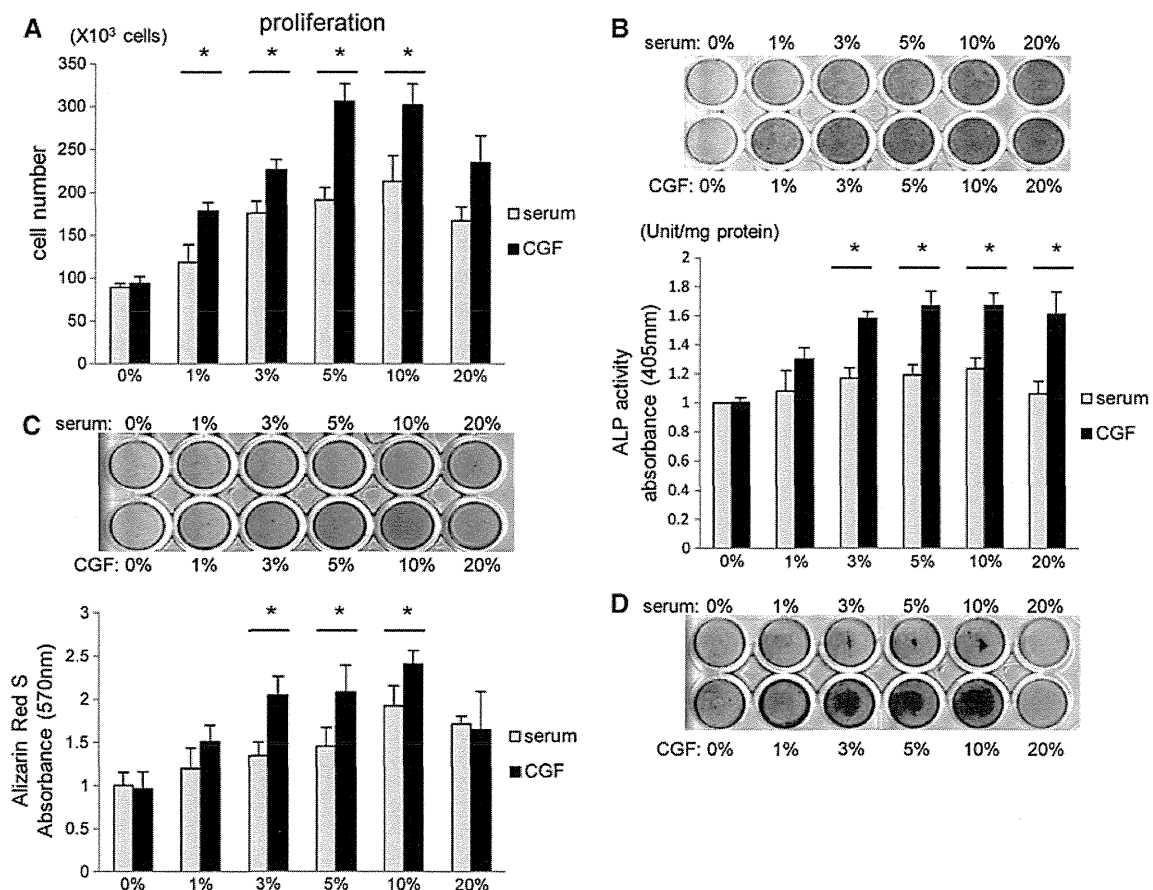 A
(X10³ cells)
proliferation
* * * *
350
300
250
200
150
100
50
0
cell number
0% 1% 3% 5% 10% 20%
serum
CGF
B
serum: 0% 1% 3% 5% 10% 20%
CGF: 0% 1% 3% 5% 10% 20%
(Unit/mg protein)
* * * *
2
1.8
1.6
1.4
1.2
1
0.8
0.6
0.4
0.2
0
ALP activity
absorbance (405mm)
0% 1% 3% 5% 10% 20%
serum
CGF
C
serum: 0% 1% 3% 5% 10% 20%
CGF: 0% 1% 3% 5% 10% 20%
* * *
3
2.5
2
1.5
1
0.5
0
Alizarin Red S
Absorbance (570nm)
0% 1% 3% 5% 10% 20%
serum
CGF
D
serum: 0% 1% 3% 5% 10% 20%
CGF: 0% 1% 3% 5% 10% 20%